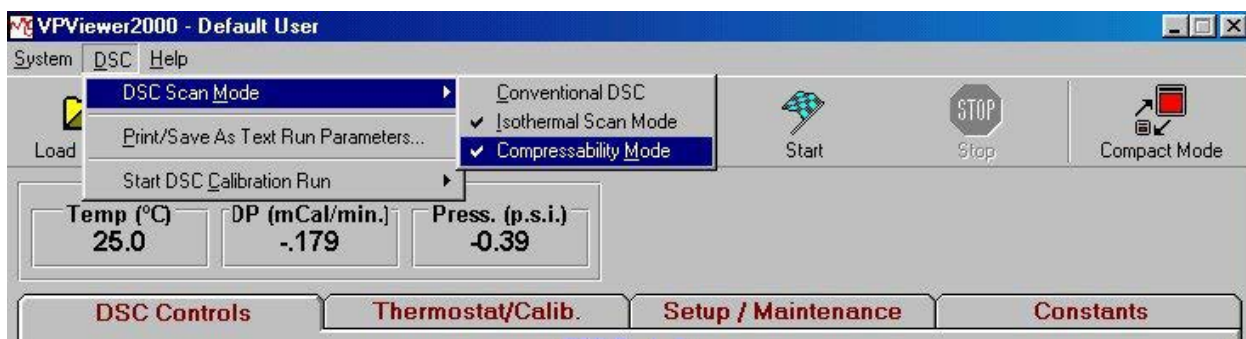 VPViewer2000 - Default User
System DSC Help
DSC Scan Mode
Print/Save As Text Run Parameters...
Start DSC Calibration Run
Conventional DSC
Isothermal Scan Mode
Compressability Mode
Load
Start
STOP
Stop
Compact Mode
Temp (ºC) DP (mCal/min.) Press. (p.s.i.)
25.0 -.179 -0.39
DSC Controls Thermostat/Calib. Setup / Maintenance Constants